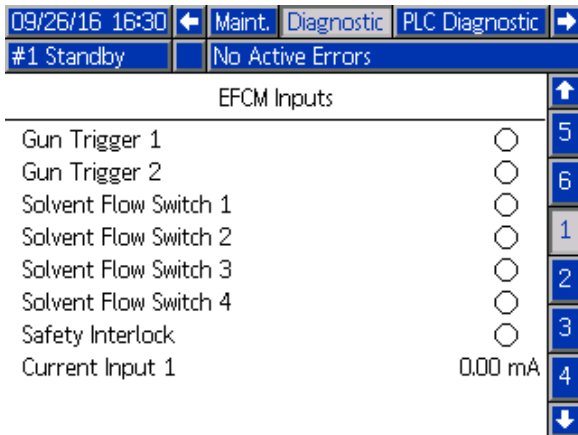 09/26/16 16:30 Maint. Diagnostic PLC Diagnostic
#1 Standby No Active Errors
EFCM Inputs
Gun Trigger 1
Gun Trigger 2
Solvent Flow Switch 1
Solvent Flow Switch 2
Solvent Flow Switch 3
Solvent Flow Switch 4
Safety Interlock
Current Input 1 0.00 mA
5
6
1
2
3
4